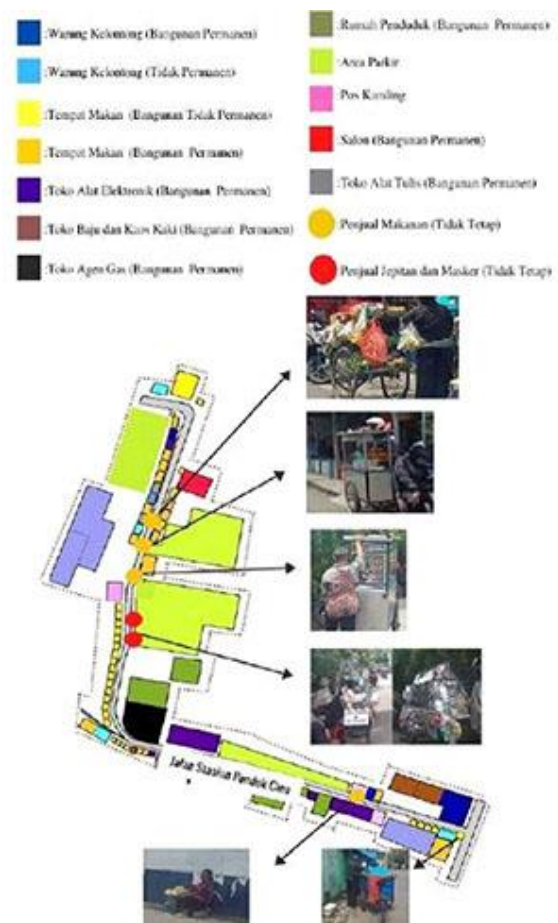 :Warung Kelontong (Bangunan Permanen)
:Warung Kelontong (Tidak Permanen)
:Tempat Makan (Bangunan Tidak Permanen)
:Tempat Makan (Bangunan Permanen)
:Toko Alat Elektronik (Bangunan Permanen)
:Toko Baju dan Kaos Kaki (Bangunan Permanen)
:Toko Agen Gas (Bangunan Permanen)
:Rumah Penduduk (Bangunan Permanen)
:Area Parkir
:Pos Kamling
:Salon (Bangunan Permanen)
:Toko Alat Tulis (Bangunan Permanen)
:Penjual Makanan (Tidak Tetap)
:Penjual Jepitan dan Masker (Tidak Tetap)
Jalan Stasiun Pondok Cina